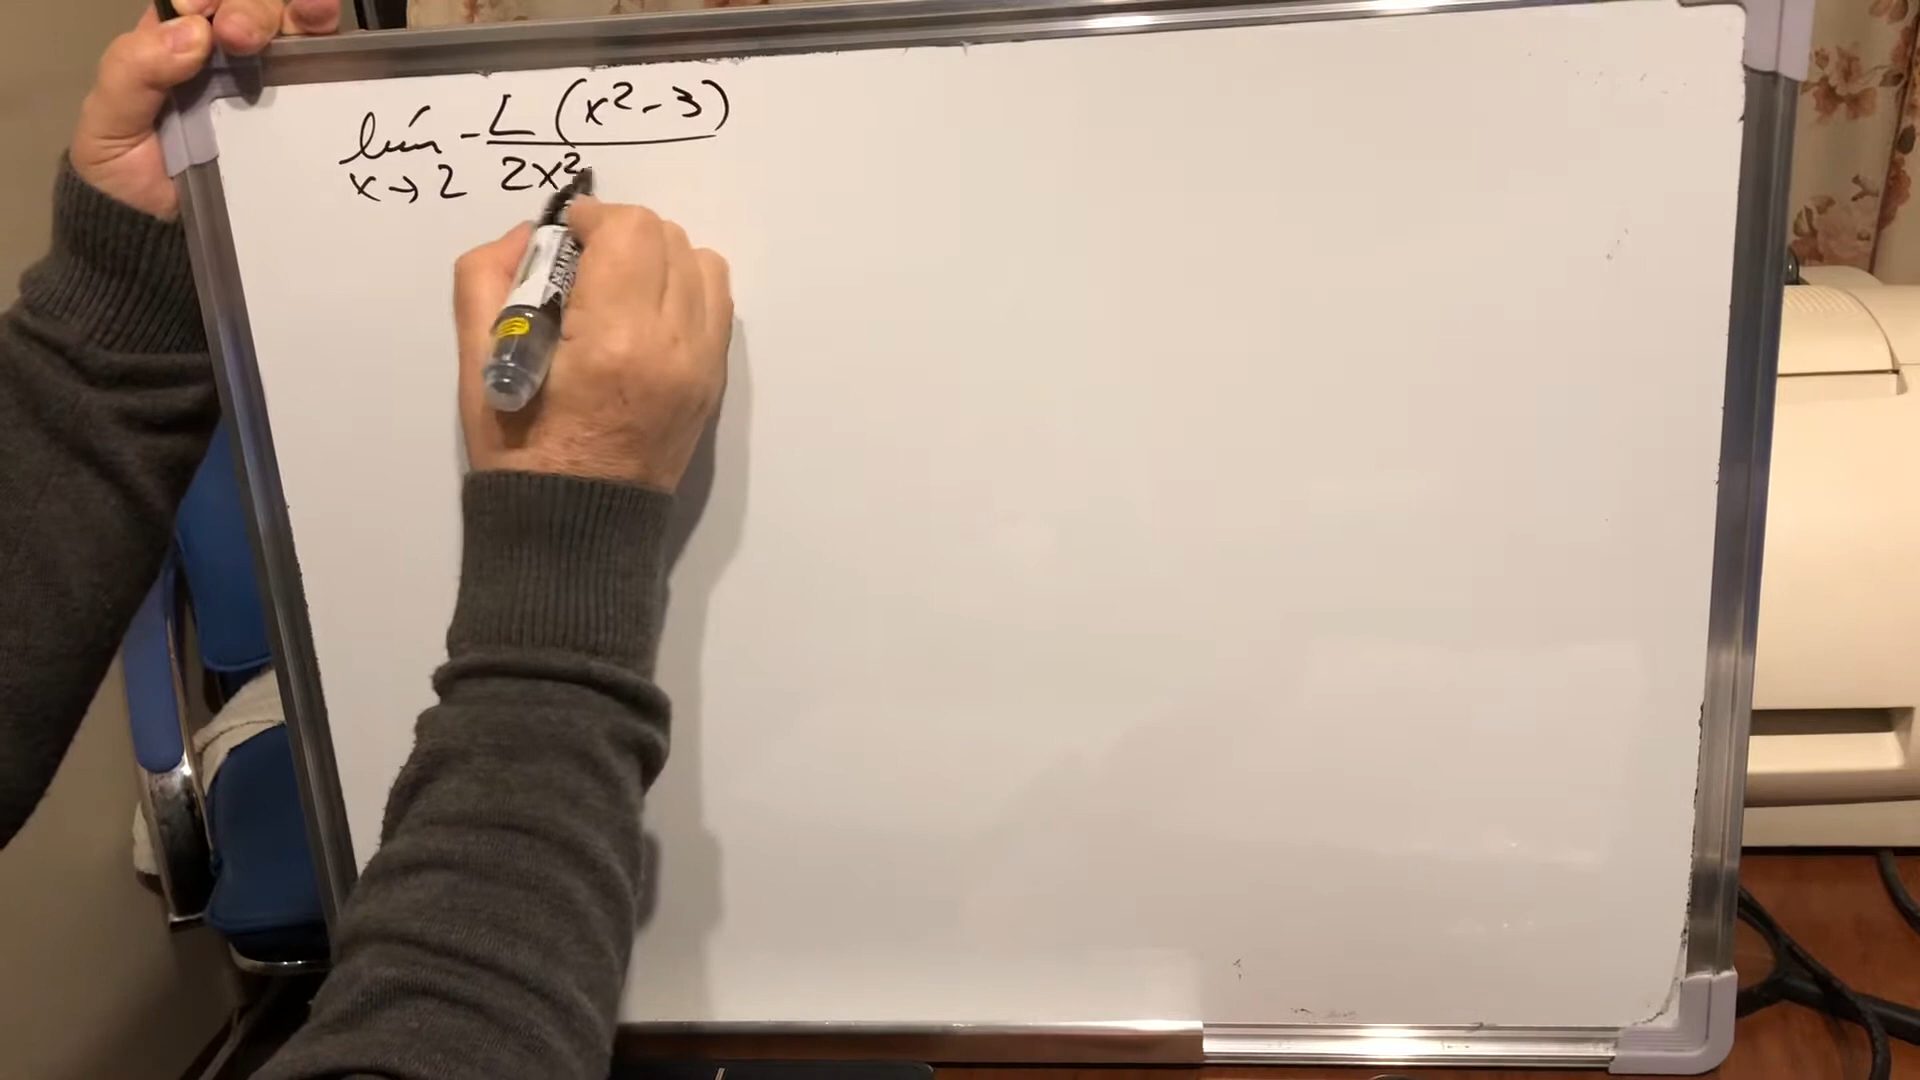 lím - L (x² - 3)
x → 2 2x²